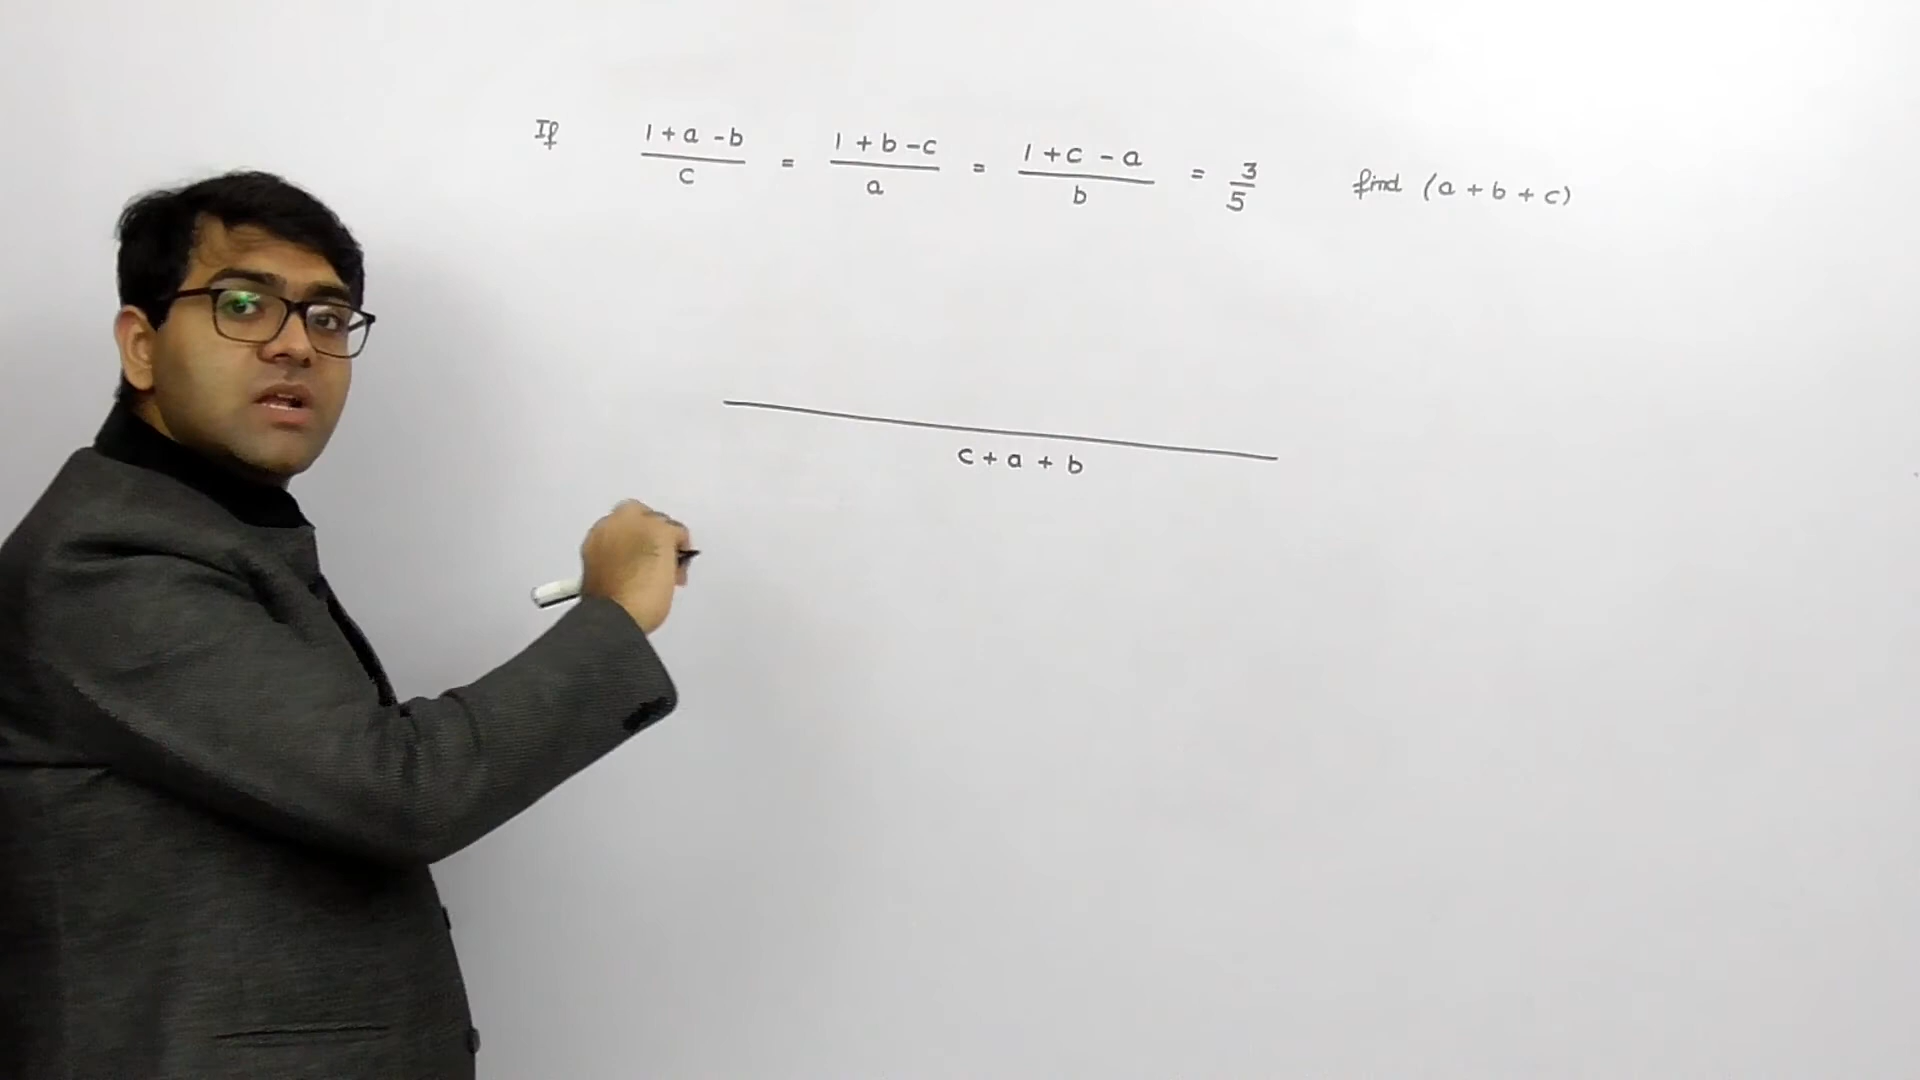 If (1+a-b)/c = (1+b-c)/a = (1+c-a)/b = 3/5 find (a+b+c)
c+a+b